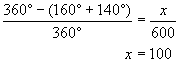 360° − (160° + 140°) / 360° = x / 600
x = 100